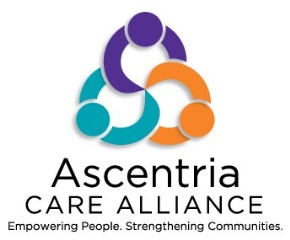 Ascentria
CARE ALLIANCE
Empowering People. Strengthening Communities.